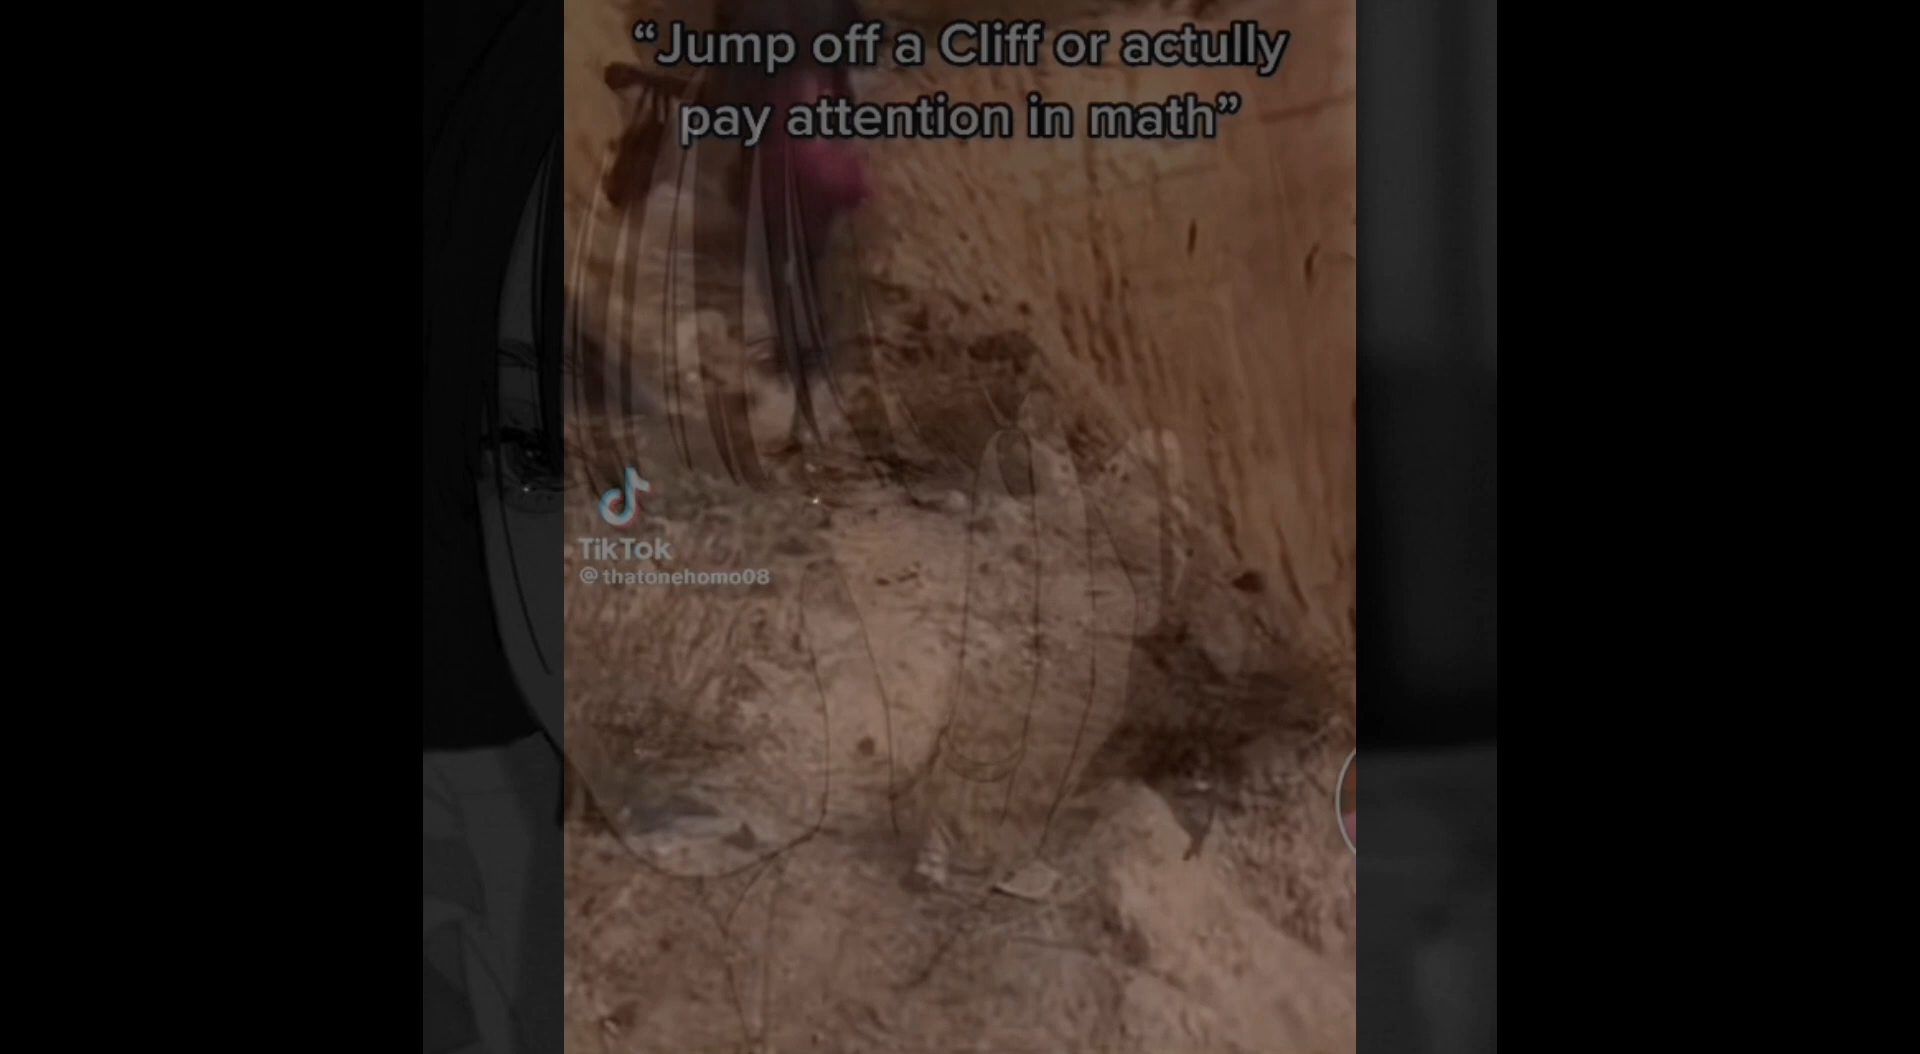 “Jump off a Cliff or actully
pay attention in math”
TikTok
@thatonehomo08